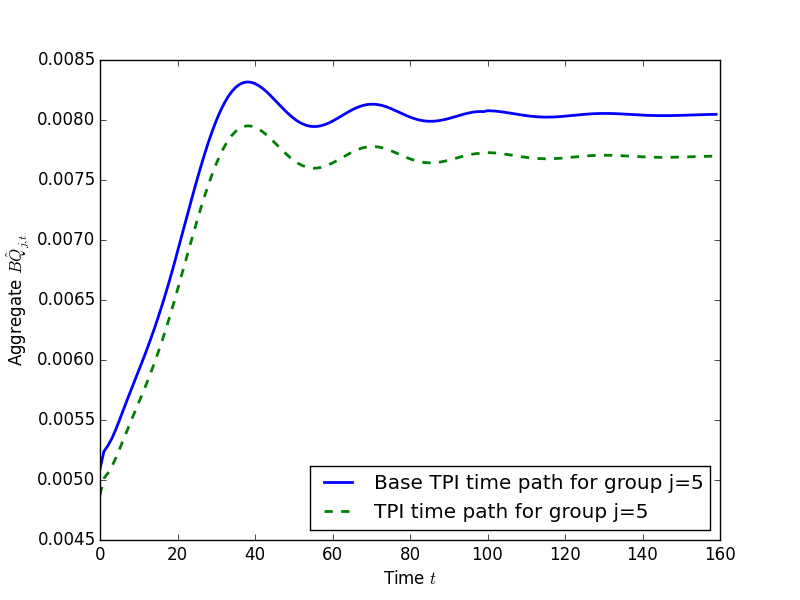 0.0085
0.0080
0.0075
0.0070
0.0065
0.0060
0.0055
0.0050
0.0045
Aggregate $\hat{BQ}_{j,t}$
Base TPI time path for group j=5
TPI time path for group j=5
0 20 40 60 80 100 120 140 160
Time t